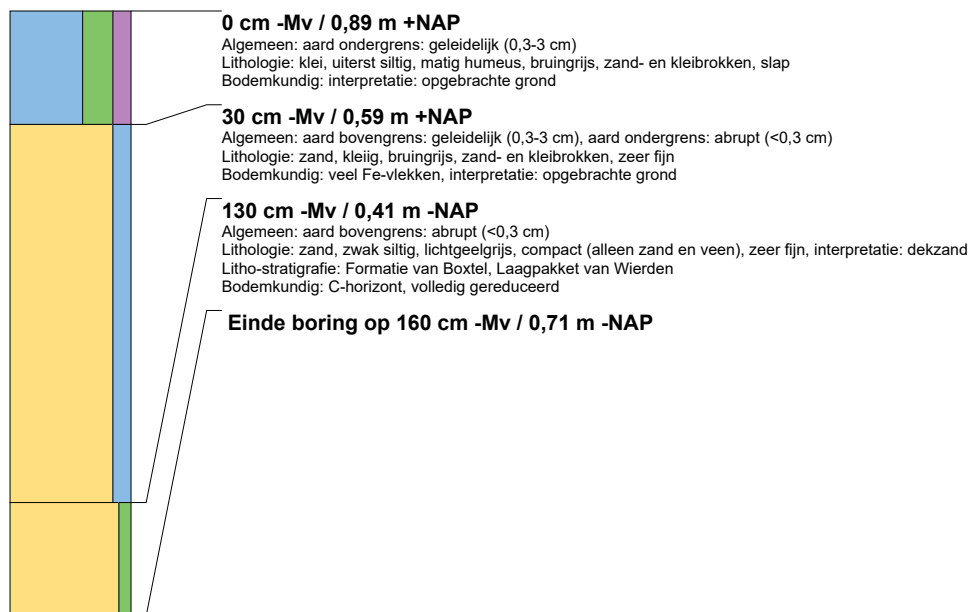 0 cm -Mv / 0,89 m +NAP
Algemeen: aard ondergrens: geleidelijk (0,3-3 cm)
Lithologie: klei, uiterst siltig, matig humeus, bruingrijs, zand- en kleibrokken, slap
Bodemkundig: interpretatie: opgebrachte grond
30 cm -Mv / 0,59 m +NAP
Algemeen: aard bovengrens: geleidelijk (0,3-3 cm), aard ondergrens: abrupt (<0,3 cm)
Lithologie: zand, kleiig, bruingrijs, zand- en kleibrokken, zeer fijn
Bodemkundig: veel Fe-vlekken, interpretatie: opgebrachte grond
130 cm -Mv / 0,41 m -NAP
Algemeen: aard bovengrens: abrupt (<0,3 cm)
Lithologie: zand, zwak siltig, lichtgeelgrijs, compact (alleen zand en veen), zeer fijn, interpretatie: dekzand
Litho-stratigrafie: Formatie van Boxtel, Laagpakket van Wierden
Bodemkundig: C-horizont, volledig gereduceerd
Einde boring op 160 cm -Mv / 0,71 m -NAP